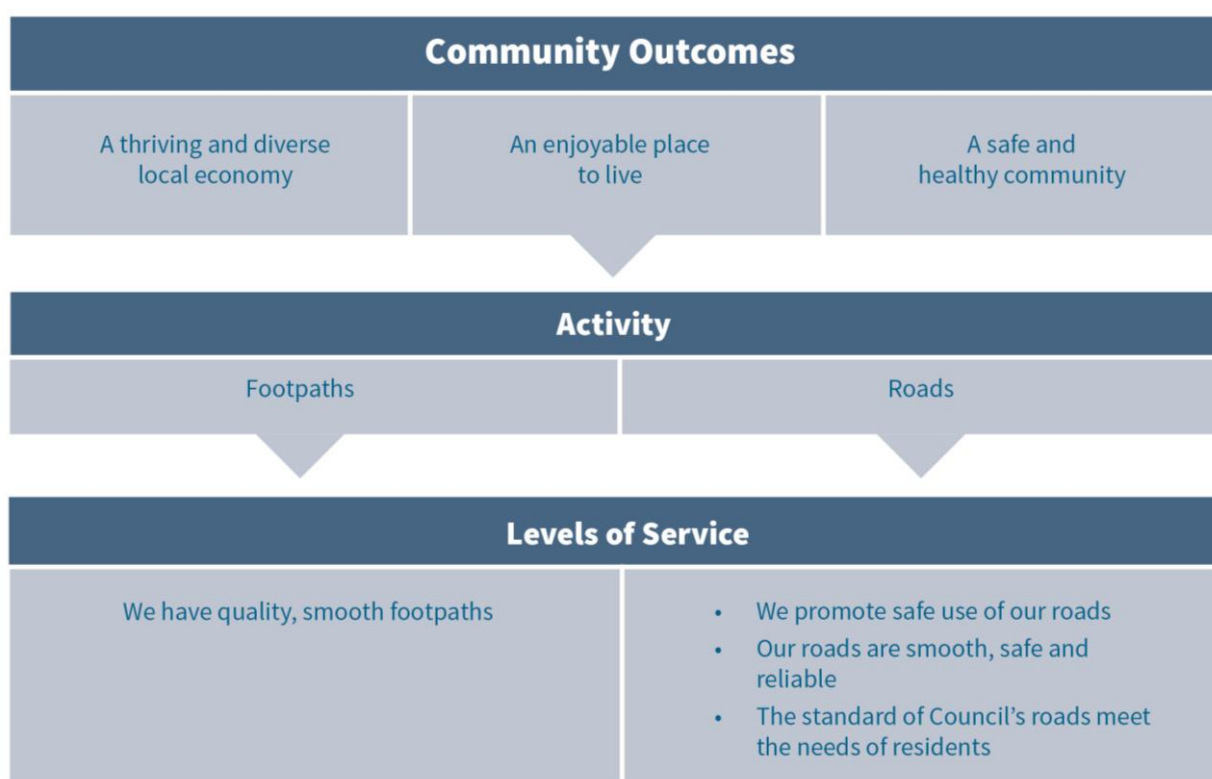 Community Outcomes
A thriving and diverse
local economy
An enjoyable place
to live
A safe and
healthy community
Activity
Footpaths
Roads
Levels of Service
We have quality, smooth footpaths
• We promote safe use of our roads
• Our roads are smooth, safe and
reliable
• The standard of Council’s roads meet
the needs of residents